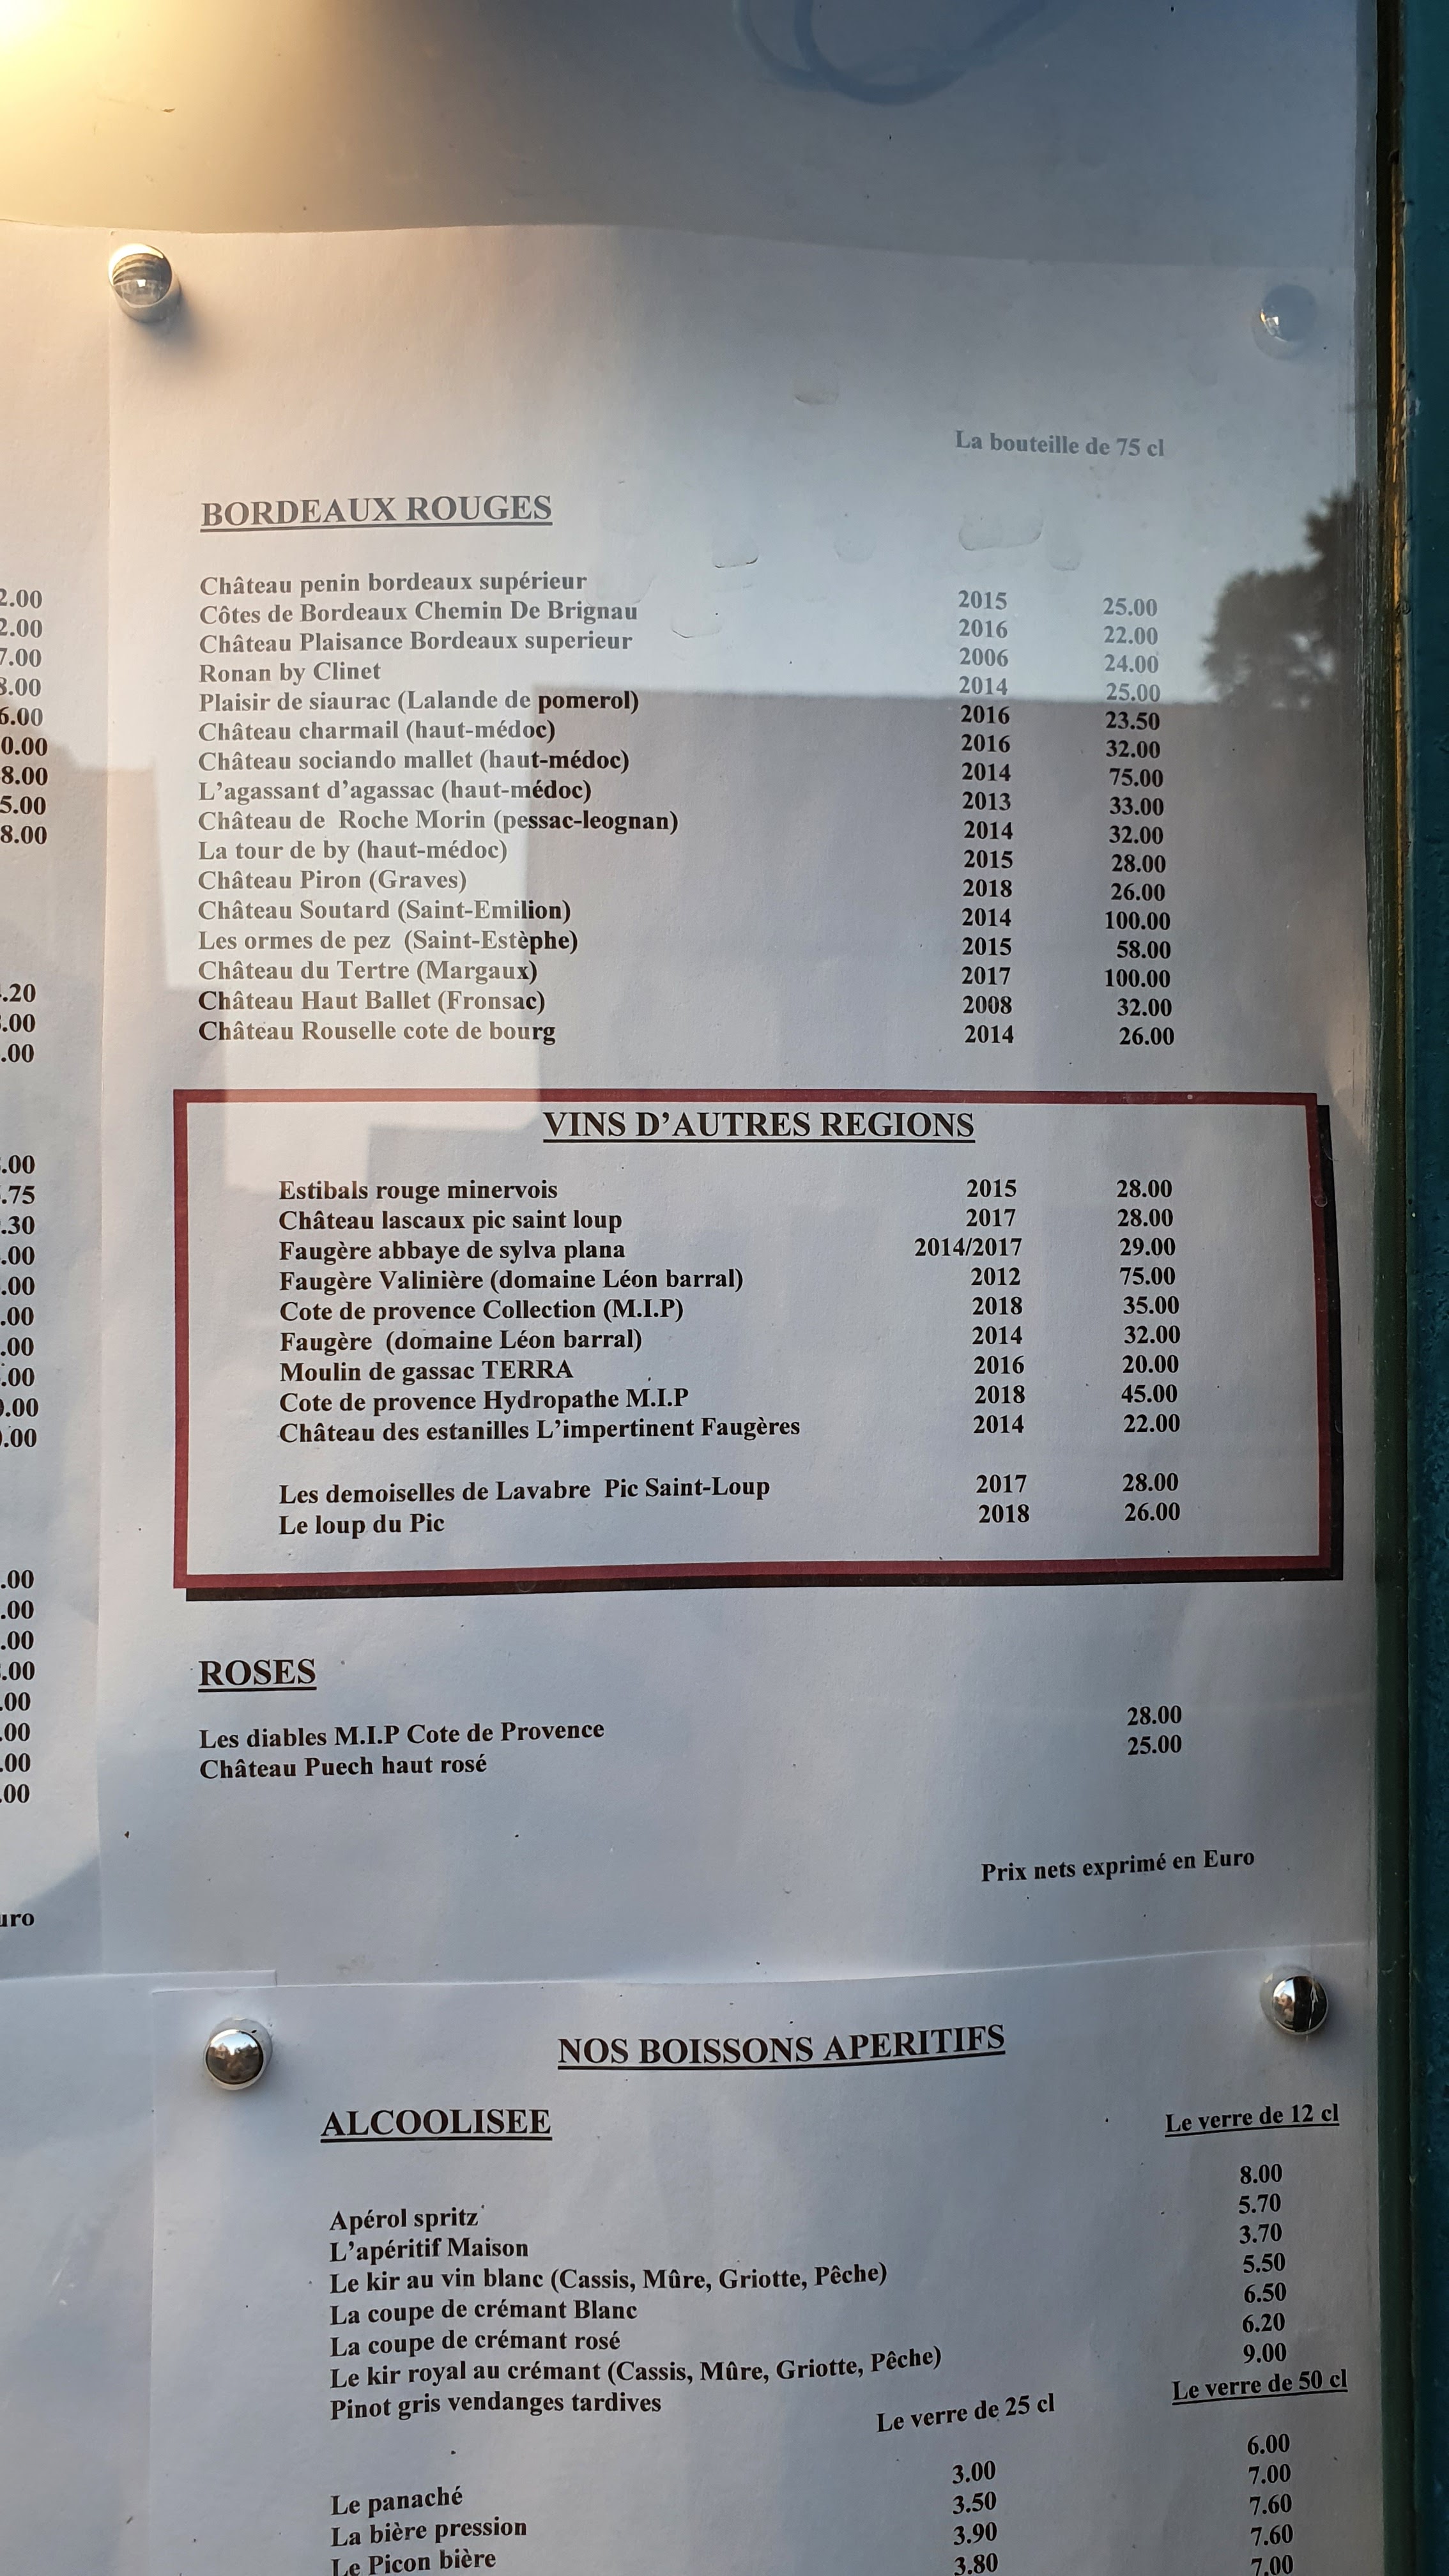 La bouteille de 75 cl
BORDEAUX ROUGES
Château penin bordeaux supérieur 2015 25.00
Côtes de Bordeaux Chemin De Brignau 2016 22.00
Château Plaisance Bordeaux superieur 2006 24.00
Ronan by Clinet 2014 25.00
Plaisir de siaurac (Lalande de pomerol) 2016 23.50
Château charmail (haut-médoc) 2016 32.00
Château sociando mallet (haut-médoc) 2014 75.00
L'agassant d'agassac (haut-médoc) 2013 33.00
Château de Roche Morin (pessac-leognan) 2014 32.00
La tour de by (haut-médoc) 2015 28.00
Château Piron (Graves) 2018 26.00
Château Soutard (Saint-Emilion) 2014 100.00
Les ormes de pez (Saint-Estèphe) 2015 58.00
Château du Tertre (Margaux) 2017 100.00
Château Haut Ballet (Fronsac) 2008 32.00
Château Rouselle cote de bourg 2014 26.00
VINS D'AUTRES REGIONS
Estibals rouge minervois 2015 28.00
Château lascaux pic saint loup 2017 28.00
Faugère abbaye de sylva plana 2014/2017 29.00
Faugère Valinière (domaine Léon barral) 2012 75.00
Cote de provence Collection (M.I.P) 2018 35.00
Faugère (domaine Léon barral) 2014 32.00
Moulin de gassac TERRA 2016 20.00
Cote de provence Hydropathe M.I.P 2018 45.00
Château des estanilles L'impertinent Faugères 2014 22.00
Les demoiselles de Lavabre Pic Saint-Loup 2017 28.00
Le loup du Pic 2018 26.00
ROSES
Les diables M.I.P Cote de Provence 28.00
Château Puech haut rosé 25.00
Prix nets exprimé en Euro
NOS BOISSONS APERITIFS
ALCOOLISEE Le verre de 12 cl
Apérol spritz 8.00
L'apéritif Maison 5.70
Le kir au vin blanc (Cassis, Mûre, Griotte, Pêche) 3.70
La coupe de crémant Blanc 5.50
La coupe de crémant rosé 6.50
Le kir royal au crémant (Cassis, Mûre, Griotte, Pêche) 6.20
Pinot gris vendanges tardives 9.00
Le verre de 25 cl Le verre de 50 cl
Le panaché 3.00 6.00
La bière pression 3.50 7.00
Le Picon bière 3.90 7.60
3.80 7.60
7.00